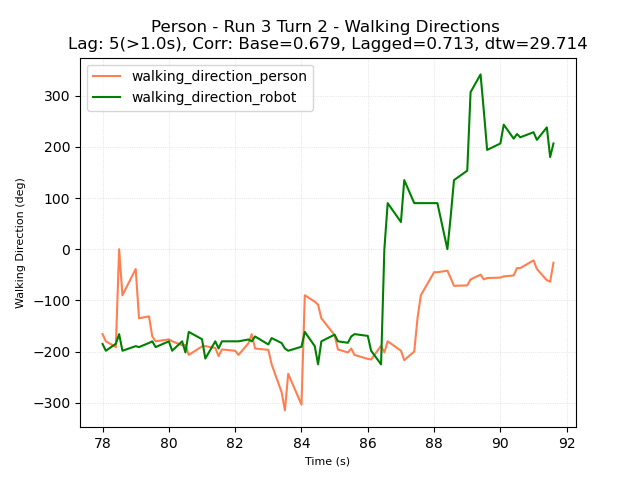 Person - Run 3 Turn 2 - Walking Directions
Lag: 5(>1.0s), Corr: Base=0.679, Lagged=0.713, dtw=29.714
walking_direction_person
walking_direction_robot
300
200
100
0
−100
−200
−300
Walking Direction (deg)
78 80 82 84 86 88 90 92
Time (s)